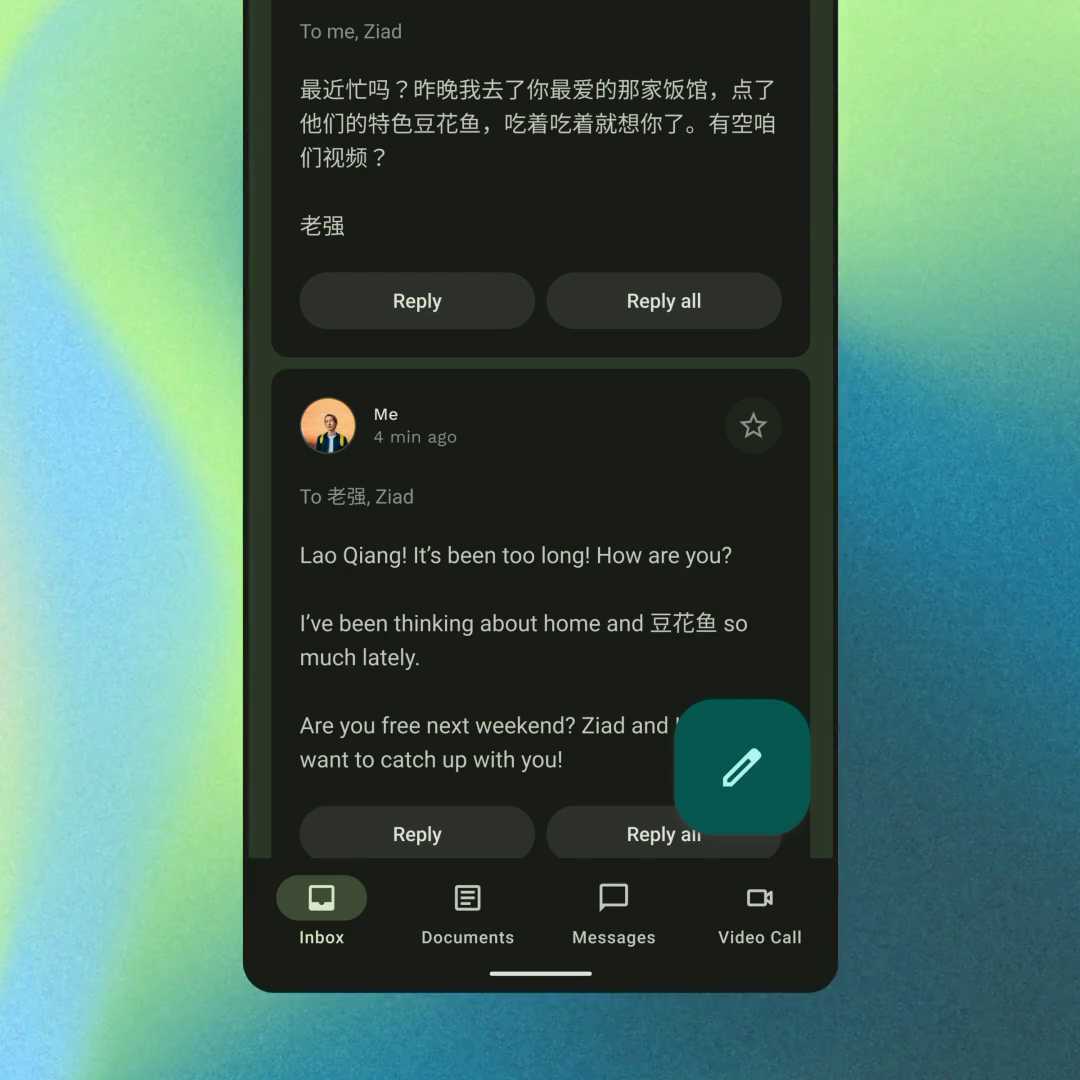 To me, Ziad
最近忙吗？昨晚我去了你最爱的那家饭馆，点了
他们的特色豆花鱼，吃着吃着就想你了。有空咱
们视频？
老强
Reply
Reply all
Me
4 min ago
To 老强, Ziad
Lao Qiang! It’s been too long! How are you?
I’ve been thinking about home and 豆花鱼 so
much lately.
Are you free next weekend? Ziad and
want to catch up with you!
Reply
Reply all
Inbox
Documents
Messages
Video Call